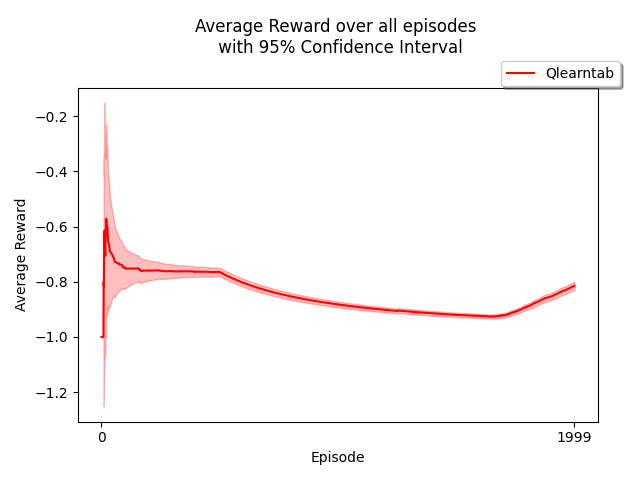 Average Reward over all episodes
with 95% Confidence Interval
Qlearntab
−0.2
−0.4
−0.6
−0.8
−1.0
−1.2
Average Reward
0
1999
Episode